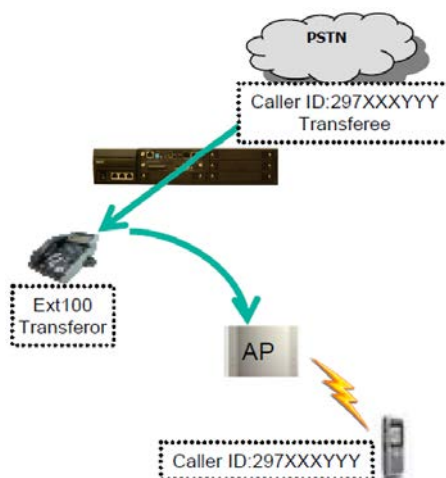 PSTN
Caller ID:297XXXYYY
Transferee
Ext100
Transferor
AP
Caller ID:297XXXYYY